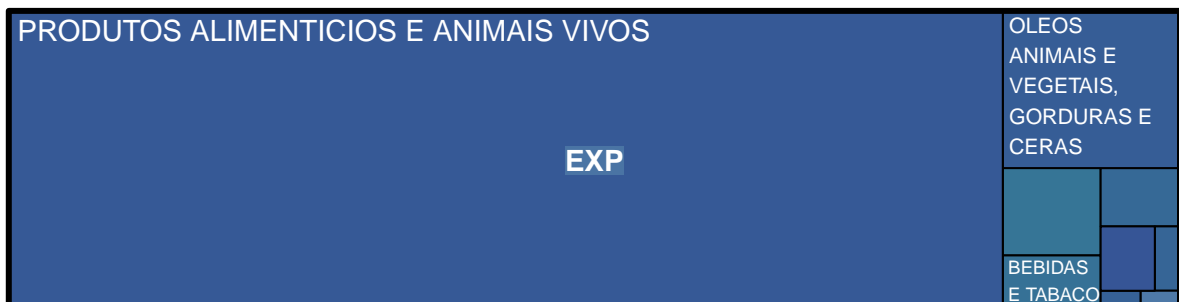 PRODUTOS ALIMENTICIOS E ANIMAIS VIVOS
EXP
OLEOS
ANIMAIS E
VEGETAIS,
GORDURAS E
CERAS
BEBIDAS
E TABACO